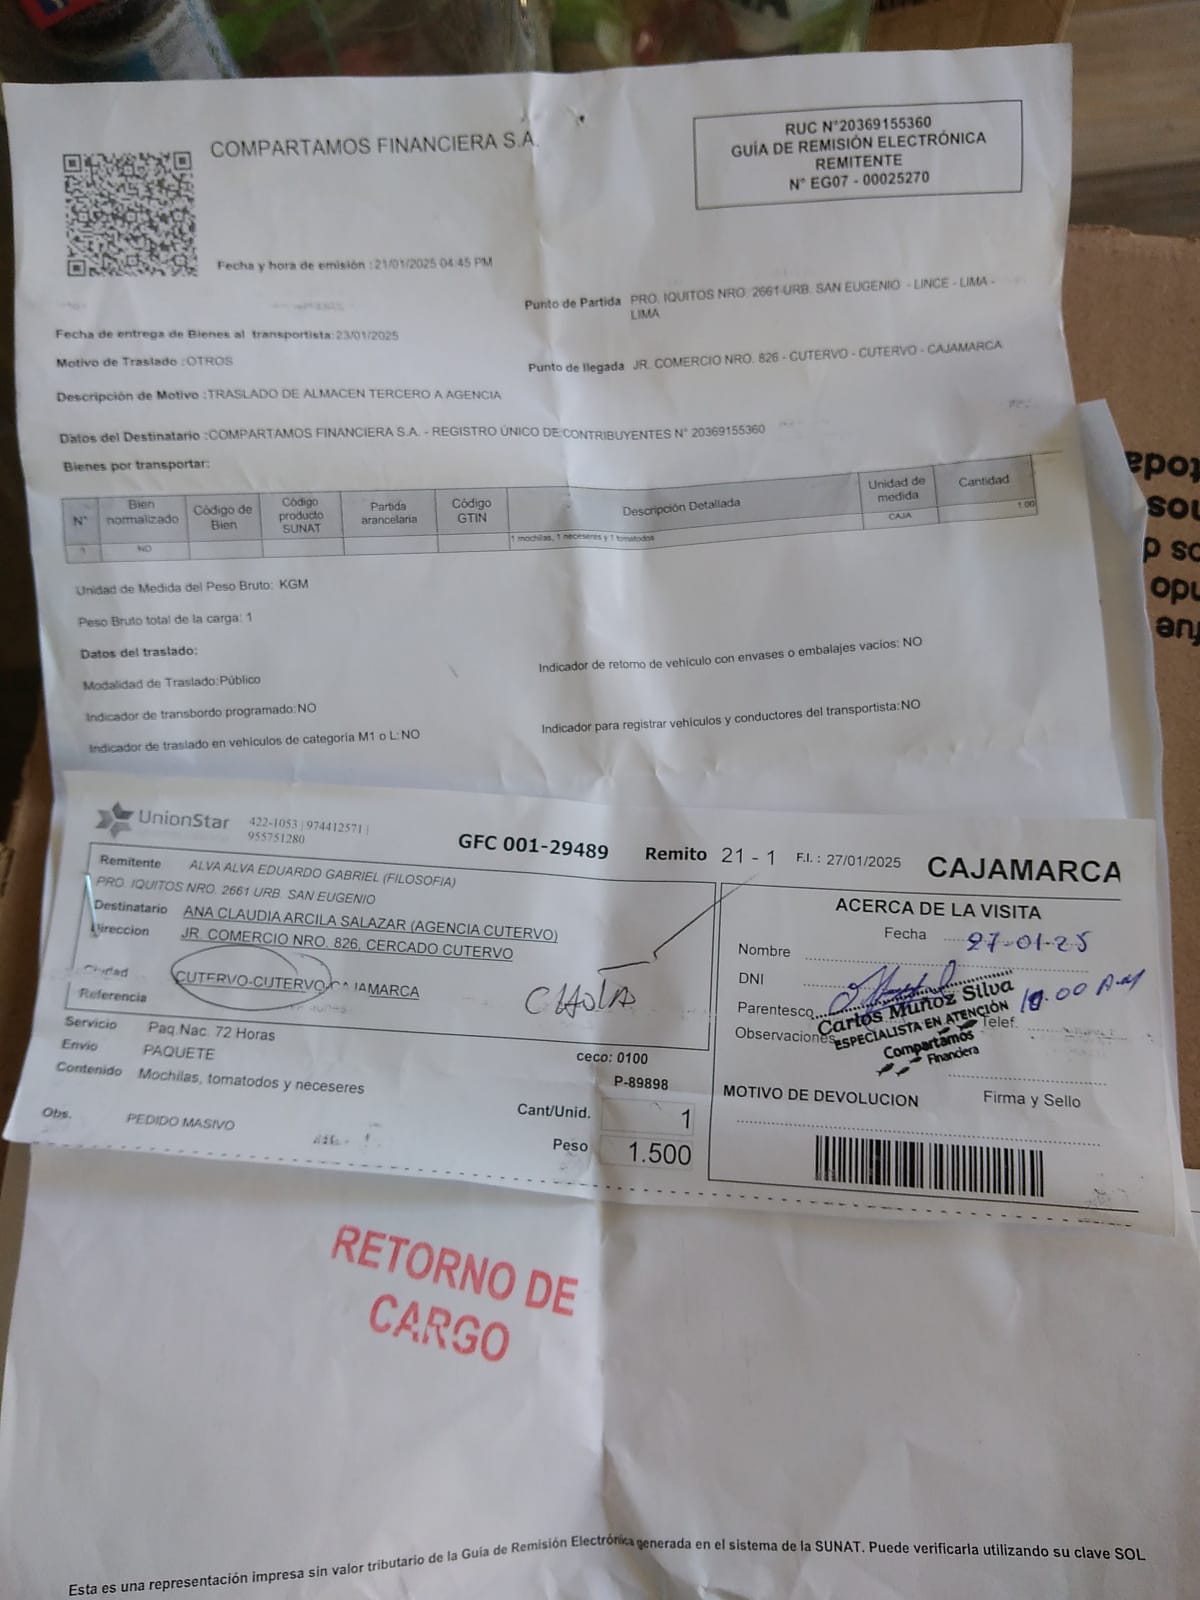 COMPARTAMOS FINANCIERA S.A.
RUC N°20369155360
GUÍA DE REMISIÓN ELECTRÓNICA
REMITENTE
N° EG07 - 00025270
Fecha y hora de emisión :21/01/2025 04:45 PM
Punto de Partida PRO. IQUITOS NRO. 2661 URB. SAN EUGENIO - LINCE - LIMA -
LIMA
Fecha de entrega de Bienes al transportista:23/01/2025
Motivo de Traslado :OTROS
Punto de llegada JR. COMERCIO NRO. 826 - CUTERVO - CUTERVO - CAJAMARCA
Descripción de Motivo :TRASLADO DE ALMACEN TERCERO A AGENCIA
Datos del Destinatario :COMPARTAMOS FINANCIERA S.A. - REGISTRO ÚNICO DE CONTRIBUYENTES N° 20369155360
Bienes por transportar:
N° Bien normalizado Código de Bien Código producto SUNAT Partida arancelaria Código GTIN Descripción Detallada Unidad de medida Cantidad
1 NO 1 mochilas, 1 neceseres y 1 tomatodos CAJA 1.00
Unidad de Medida del Peso Bruto: KGM
Peso Bruto total de la carga: 1
Datos del traslado:
Indicador de retorno de vehículo con envases o embalajes vacíos: NO
Modalidad de Traslado:Público
Indicador de transbordo programado:NO
Indicador para registrar vehículos y conductores del transportista:NO
Indicador de traslado en vehículos de categoría M1 o L:NO
UnionStar
422-1053 | 974412571 |
955751280
GFC 001-29489
Remito 21 - 1
F.I. : 27/01/2025
CAJAMARCA
Remitente ALVA ALVA EDUARDO GABRIEL (FILOSOFIA)
PRO. IQUITOS NRO. 2661 URB. SAN EUGENIO
Destinatario ANA CLAUDIA ARCILA SALAZAR (AGENCIA CUTERVO)
Direccion JR. COMERCIO NRO. 826, CERCADO CUTERVO
Ciudad CUTERVO-CUTERVO-CAJAMARCA
Referencia
Servicio Paq.Nac. 72 Horas
Envio PAQUETE
Contenido Mochilas, tomatodos y neceseres
Obs. PEDIDO MASIVO
ceco: 0100
P-89898
Cant/Unid. 1
Peso 1.500
ACERCA DE LA VISITA
Fecha 27-01-25
Nombre
DNI
Parentesco
Carlos Muñoz Silva
ESPECIALISTA EN ATENCIÓN
Compartamos
Financiera
10.00 AM
Observaciones
Telef.
MOTIVO DE DEVOLUCION
Firma y Sello
RETORNO DE
CARGO
Esta es una representación impresa sin valor tributario de la Guía de Remisión Electrónica generada en el sistema de la SUNAT. Puede verificarla utilizando su clave SOL